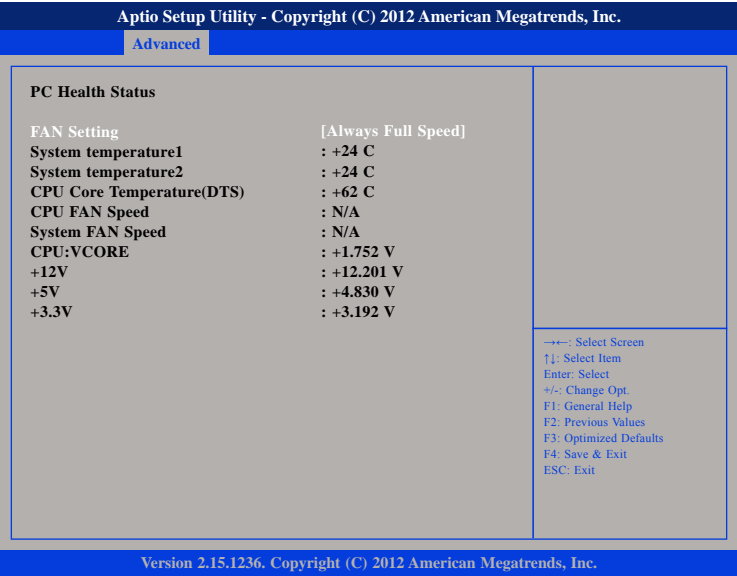 Aptio Setup Utility - Copyright (C) 2012 American Megatrends, Inc.
Advanced
PC Health Status
FAN Setting [Always Full Speed]
System temperature1 : +24 C
System temperature2 : +24 C
CPU Core Temperature(DTS) : +62 C
CPU FAN Speed : N/A
System FAN Speed : N/A
CPU:VCORE : +1.752 V
+12V : +12.201 V
+5V : +4.830 V
+3.3V : +3.192 V
→←: Select Screen
↑↓: Select Item
Enter: Select
+/-: Change Opt.
F1: General Help
F2: Previous Values
F3: Optimized Defaults
F4: Save & Exit
ESC: Exit
Version 2.15.1236. Copyright (C) 2012 American Megatrends, Inc.